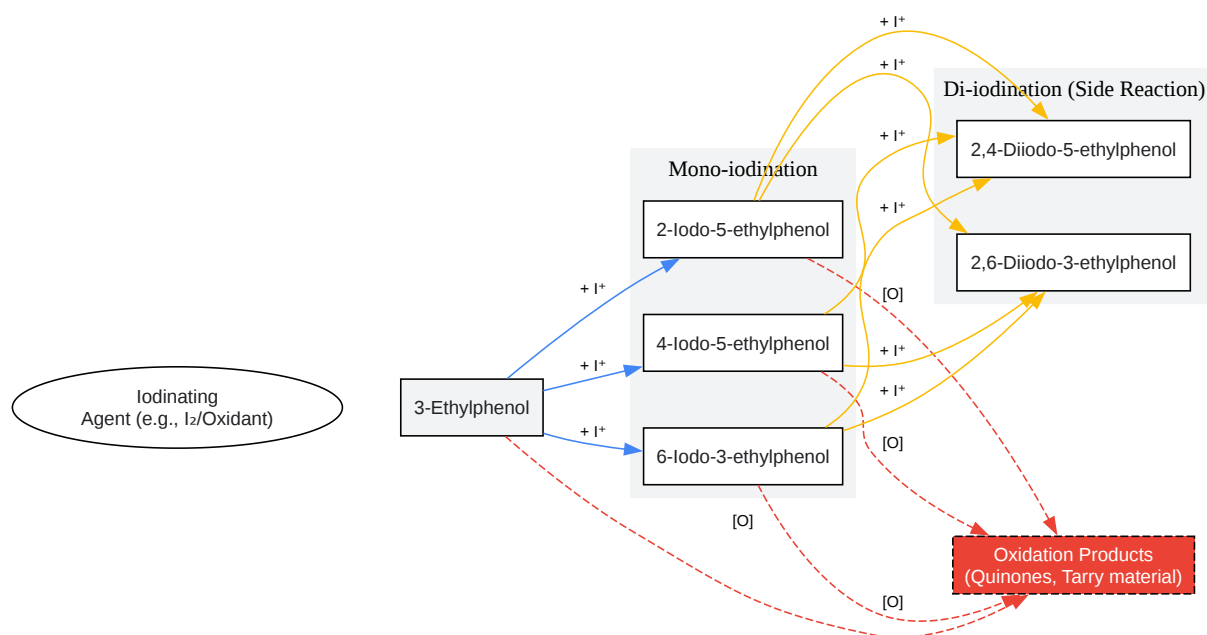 + I⁺
+ I⁺
Di-iodination (Side Reaction)
+ I⁺
2,4-Diiodo-5-ethylphenol
Mono-iodination
+ I⁺
2-Iodo-5-ethylphenol
2,6-Diiodo-3-ethylphenol
+ I⁺
[O]
4-Iodo-5-ethylphenol
+ I⁺
+ I⁺
Iodinating
Agent (e.g., I₂/Oxidant)
3-Ethylphenol
+ I⁺
+ I⁺
6-Iodo-3-ethylphenol
[O]
[O]
Oxidation Products
(Quinones, Tarry material)
[O]